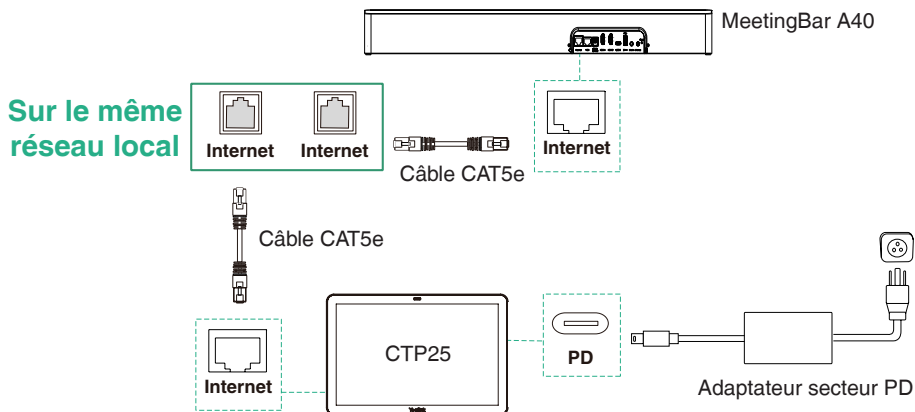 MeetingBar A40
Sur le même
réseau local
Internet
Internet
Internet
Câble CAT5e
Câble CAT5e
CTP25
PD
Internet
Adaptateur secteur PD
Yealink